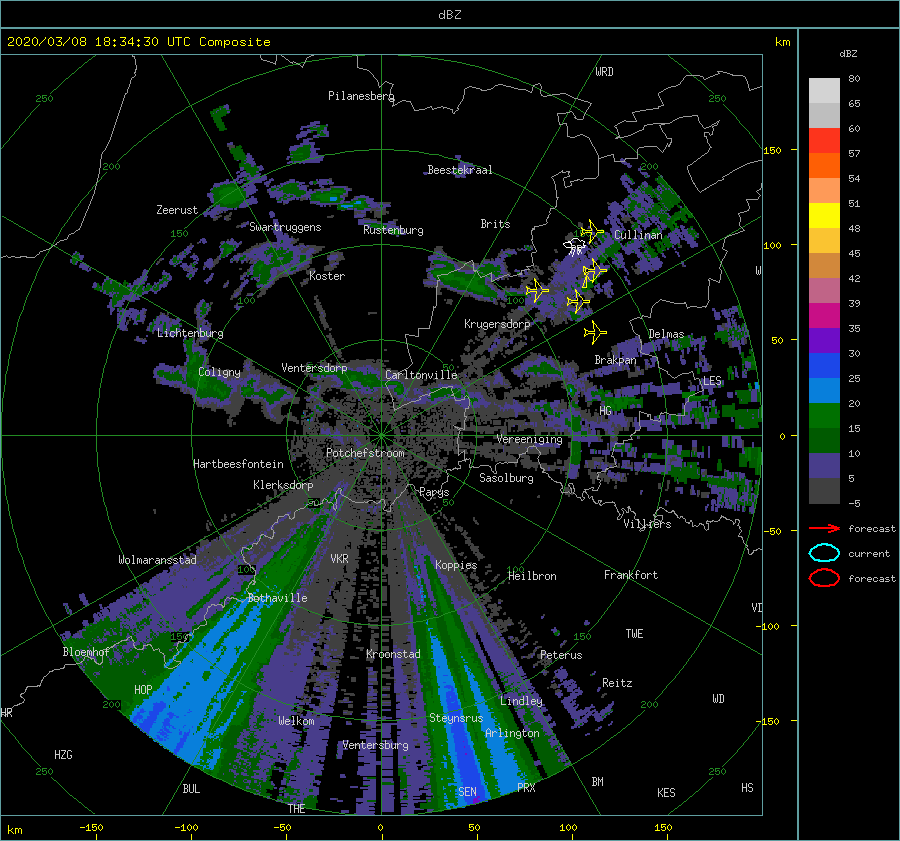 dBZ
2020/03/08 18:34:30 UTC Composite
km
dBZ
WRD
250
Pilanesberg
250
80
65
60
57
54
51
48
45
42
39
35
30
25
20
15
10
5
-5
150
200
Beestekraal
200
Zeerust
150
Swartruggens
Rustenburg
Brits
Cullinan
100
Koster
W
100
100
Krugersdorp
Lichtenburg
Delmas
50
Brakpan
Coligny
Ventersdorp
Carltonville
LES
HG
Vereeniging
0
Potchefstroom
Hartbeesfontein
Sasolburg
Klerksdorp
Parys
50
50
Villiers
-50
forecast
current
forecast
Wolmaransstad
VKR
Koppies
100
100
Heilbron
Frankfort
Bothaville
VD
-100
150
150
TWE
Bloemhof
Kroonstad
Peterus
HOP
Reitz
WD
200
Lindley
200
HR
Welkom
Steynsrus
-150
Arlington
HZG
Ventersburg
250
250
BUL
SEN
PRX
BM
KES
HS
THE
km
-150
-100
-50
0
50
100
150